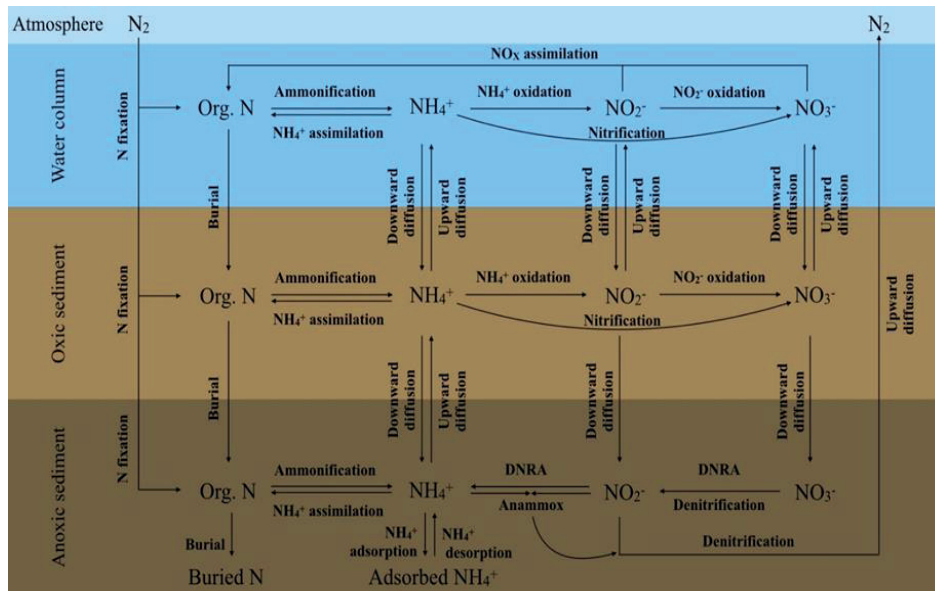 Atmosphere N₂ N₂
NOx assimilation
Water column
N fixation
Org. N
Ammonification
NH₄⁺ assimilation
NH₄⁺
NH₄⁺ oxidation
NO₂⁻
NO₂⁻ oxidation
NO₃⁻
Nitrification
Burial
Downward diffusion
Upward diffusion
Downward diffusion
Upward diffusion
Downward diffusion
Upward diffusion
Oxic sediment
N fixation
Org. N
Ammonification
NH₄⁺ assimilation
NH₄⁺
NH₄⁺ oxidation
NO₂⁻
NO₂⁻ oxidation
NO₃⁻
Nitrification
Upward diffusion
Burial
Downward diffusion
Upward diffusion
Downward diffusion
Downward diffusion
Anoxic sediment
N fixation
Org. N
Ammonification
NH₄⁺ assimilation
NH₄⁺
DNRA
Anammox
NO₂⁻
DNRA
Denitrification
NO₃⁻
Burial
NH₄⁺ adsorption
NH₄⁺ desorption
Denitrification
Buried N
Adsorbed NH₄⁺